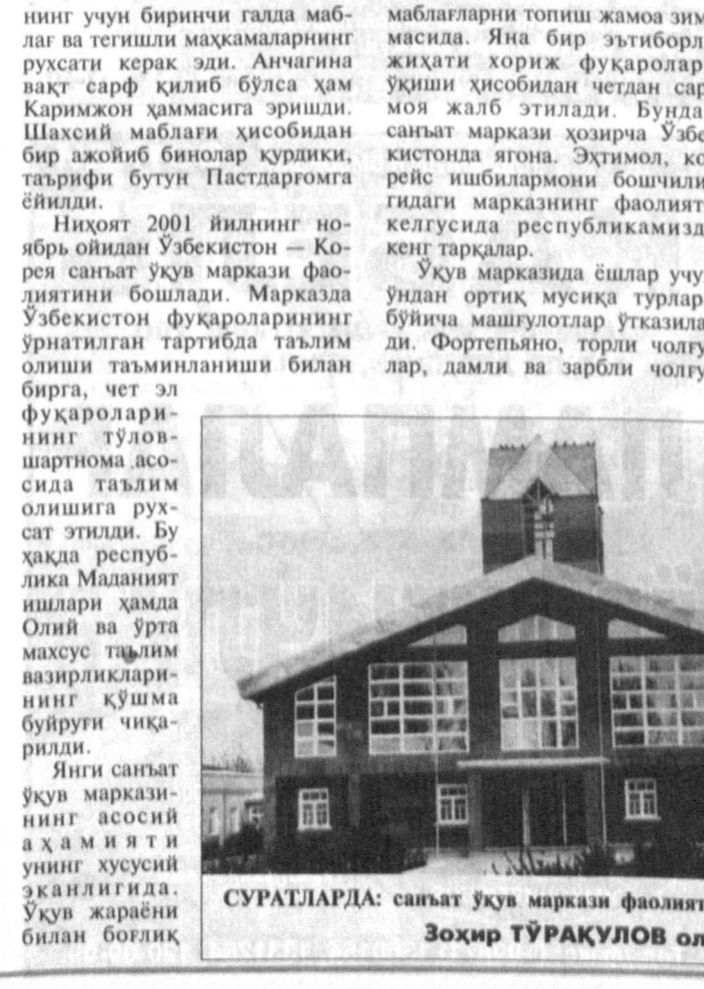 нинг учун биринчи галда маб-
лағ ва тегишли маҳкамаларнинг
рухсати керак эди. Анчагина
вақт сарф қилиб бўлса ҳам
Каримжон ҳаммасига эришди.
Шахсий маблағи ҳисобидан
бир ажойиб бинолар қурдики,
таърифи бутун Пастдарғомга
ёйилди.
Ниҳоят 2001 йилнинг но-
ябрь ойидан Ўзбекистон — Ко-
рея санъат ўқув маркази фао-
лиятини бошлади. Марказда
Ўзбекистон фуқароларининг
ўрнатилган тартибда таълим
олиши таъминланиши билан
бирга, чет эл
фуқаролари-
нинг тўлов-
шартнома асо-
сида таълим
олишига рух-
сат этилди. Бу
ҳақда респуб-
лика Маданият
ишлари ҳамда
Олий ва ўрта
махсус таълим
вазирликлари-
нинг қўшма
буйруғи чиқа-
рилди.
Янги санъат
ўқув маркази-
нинг асосий
аҳамияти
унинг хусусий
эканлигида.
Ўқув жараёни
билан боғлиқ
маблағларни топиш жамоа зим
масида. Яна бир эътиборл
жиҳати хориж фуқаролар
ўқиши ҳисобидан четдан сар
моя жалб этилади. Бунда
санъат маркази ҳозирча Ўзбе
кистонда ягона. Эҳтимол, ко
рейс ишбилармони бошчили
гидаги марказнинг фаолият
келгусида республикамизд
кенг тарқалар.
Ўқув марказида ёшлар учу
ўндан ортиқ мусиқа турлар
бўйича машғулотлар ўтказила
ди. Фортепьяно, торли чолғу
лар, дамли ва зарбли чолғу
СУРАТЛАРДА: санъат ўқув маркази фаолият
Зоҳир ТЎРАҚУЛОВ ол